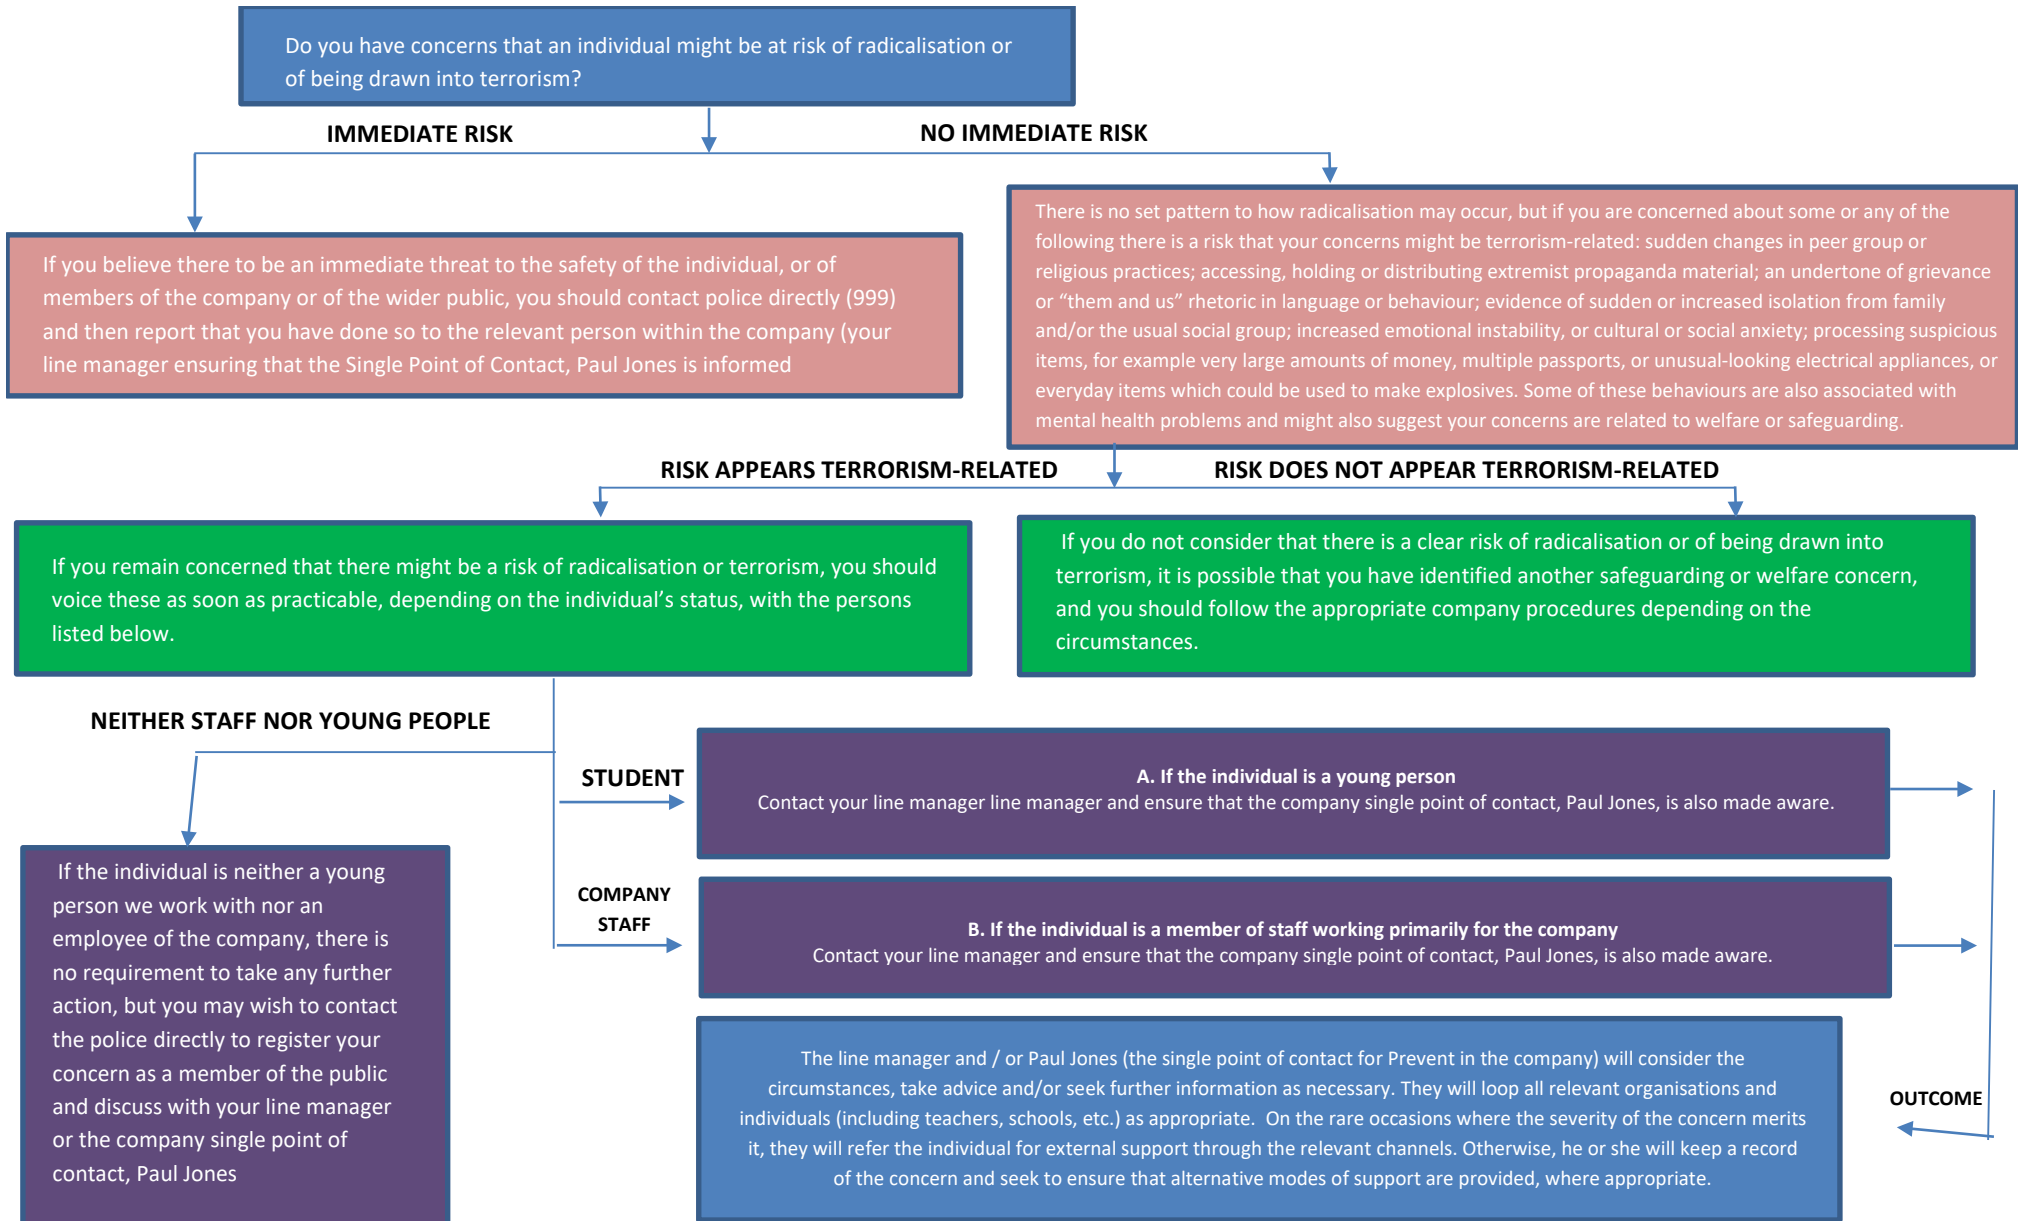 Do you have concerns that an individual might be at risk of radicalisation or
of being drawn into terrorism?
IMMEDIATE RISK
NO IMMEDIATE RISK
If you believe there to be an immediate threat to the safety of the individual, or of
members of the company or of the wider public, you should contact police directly (999)
and then report that you have done so to the relevant person within the company (your
line manager ensuring that the Single Point of Contact, Paul Jones is informed
There is no set pattern to how radicalisation may occur, but if you are concerned about some or any of the
following there is a risk that your concerns might be terrorism-related: sudden changes in peer group or
religious practices; accessing, holding or distributing extremist propaganda material; an undertone of grievance
or “them and us” rhetoric in language or behaviour; evidence of sudden or increased isolation from family
and/or the usual social group; increased emotional instability, or cultural or social anxiety; processing suspicious
items, for example very large amounts of money, multiple passports, or unusual-looking electrical appliances, or
everyday items which could be used to make explosives. Some of these behaviours are also associated with
mental health problems and might also suggest your concerns are related to welfare or safeguarding.
RISK APPEARS TERRORISM-RELATED
RISK DOES NOT APPEAR TERRORISM-RELATED
If you remain concerned that there might be a risk of radicalisation or terrorism, you should
voice these as soon as practicable, depending on the individual’s status, with the persons
listed below.
If you do not consider that there is a clear risk of radicalisation or of being drawn into
terrorism, it is possible that you have identified another safeguarding or welfare concern,
and you should follow the appropriate company procedures depending on the
circumstances.
NEITHER STAFF NOR YOUNG PEOPLE
If the individual is neither a young
person we work with nor an
employee of the company, there is
no requirement to take any further
action, but you may wish to contact
the police directly to register your
concern as a member of the public
and discuss with your line manager
or the company single point of
contact, Paul Jones
STUDENT
A. If the individual is a young person
Contact your line manager line manager and ensure that the company single point of contact, Paul Jones, is also made aware.
COMPANY
STAFF
B. If the individual is a member of staff working primarily for the company
Contact your line manager and ensure that the company single point of contact, Paul Jones, is also made aware.
The line manager and / or Paul Jones (the single point of contact for Prevent in the company) will consider the
circumstances, take advice and/or seek further information as necessary. They will loop all relevant organisations and
individuals (including teachers, schools, etc.) as appropriate.  On the rare occasions where the severity of the concern merits
it, they will refer the individual for external support through the relevant channels. Otherwise, he or she will keep a record
of the concern and seek to ensure that alternative modes of support are provided, where appropriate.
OUTCOME